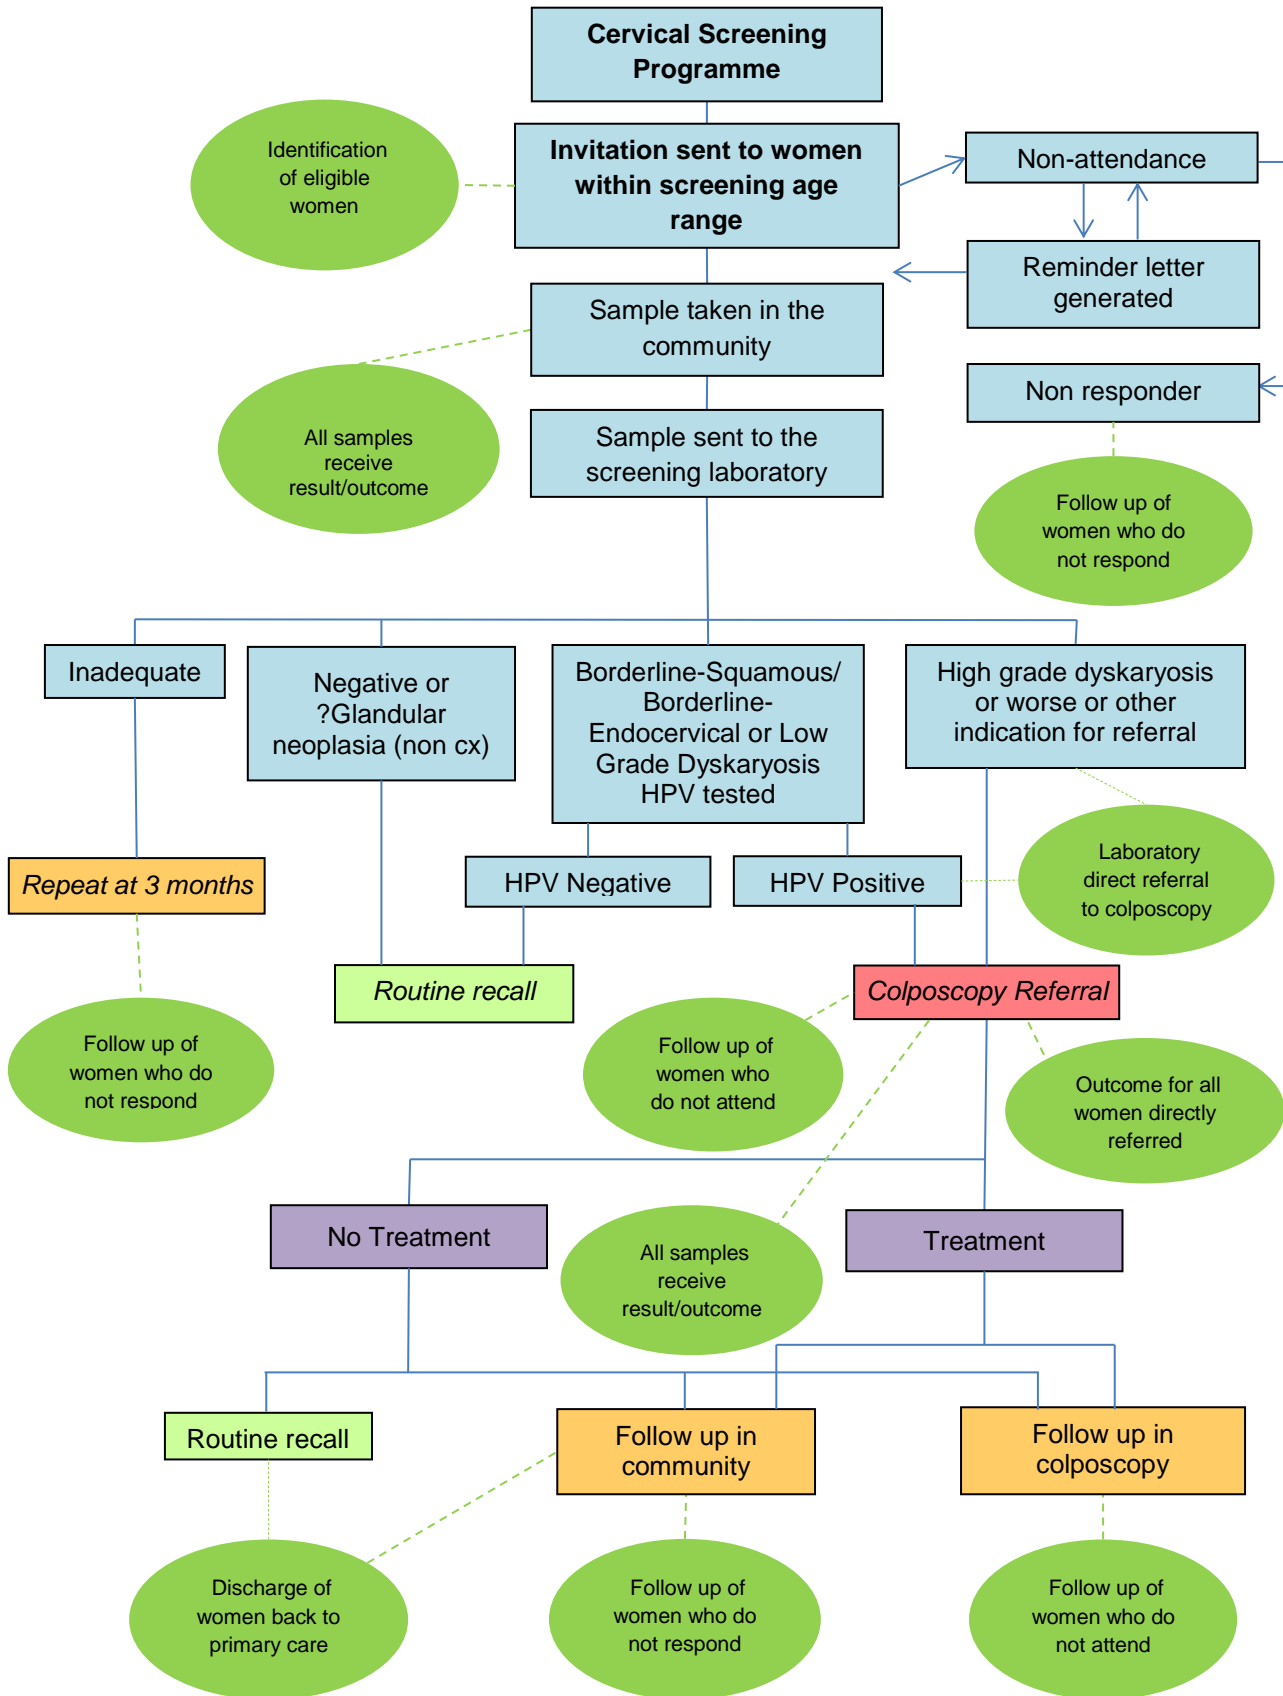 Cervical Screening
Programme
Identification
of eligible
women
Invitation sent to women
within screening age
range
Non-attendance
Reminder letter
generated
Sample taken in the
community
Non responder
All samples
receive
result/outcome
Sample sent to the
screening laboratory
Follow up of
women who do
not respond
Inadequate
Negative or
?Glandular
neoplasia (non cx)
Borderline-Squamous/
Borderline-
Endocervical or Low
Grade Dyskaryosis
HPV tested
High grade dyskaryosis
or worse or other
indication for referral
Repeat at 3 months
HPV Negative
HPV Positive
Laboratory
direct referral
to colposcopy
Routine recall
Colposcopy Referral
Follow up of
women who do
not respond
Follow up of
women who
do not attend
Outcome for all
women directly
referred
No Treatment
All samples
receive
result/outcome
Treatment
Routine recall
Follow up in
community
Follow up in
colposcopy
Discharge of
women back to
primary care
Follow up of
women who do
not respond
Follow up of
women who do
not attend